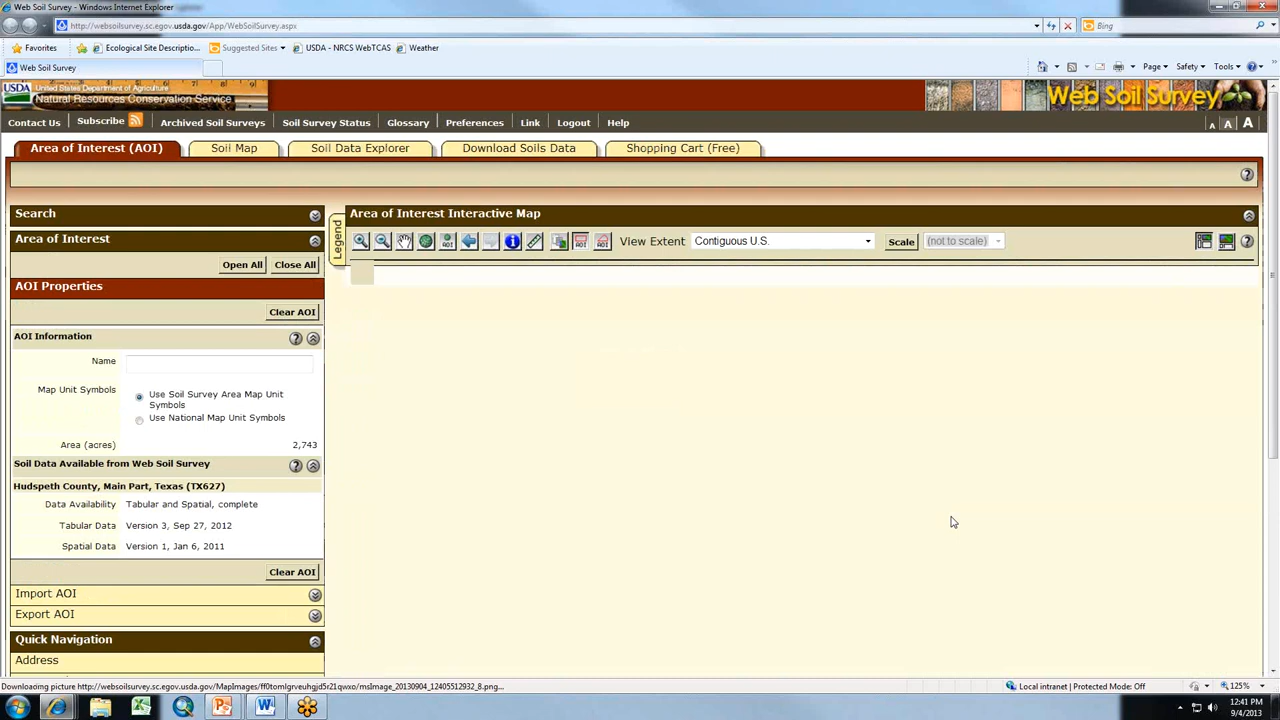 Web Soil Survey - Windows Internet Explorer
http://websoilsurvey.sc.egov.usda.gov/App/WebSoilSurvey.aspx
Bing
Favorites
Ecological Site Description...
Suggested Sites
USDA - NRCS WebTCAS
Weather
Web Soil Survey
Page
Safety
Tools
USDA
United States Department of Agriculture
Natural Resources Conservation Service
Web Soil Survey
Contact Us
Subscribe
Archived Soil Surveys
Soil Survey Status
Glossary
Preferences
Link
Logout
Help
A A A
Area of Interest (AOI)
Soil Map
Soil Data Explorer
Download Soils Data
Shopping Cart (Free)
Search
Area of Interest
Open All
Close All
AOI Properties
Clear AOI
AOI Information
Name
Map Unit Symbols
Use Soil Survey Area Map Unit
Symbols
Use National Map Unit Symbols
Area (acres)
2,743
Soil Data Available from Web Soil Survey
Hudspeth County, Main Part, Texas (TX627)
Data Availability
Tabular and Spatial, complete
Tabular Data
Version 3, Sep 27, 2012
Spatial Data
Version 1, Jan 6, 2011
Clear AOI
Import AOI
Export AOI
Quick Navigation
Address
Legend
Area of Interest Interactive Map
AOI
AOI
AOI
View Extent
Contiguous U.S.
Scale
(not to scale)
Local intranet | Protected Mode: Off
125%
12:41 PM
9/4/2013